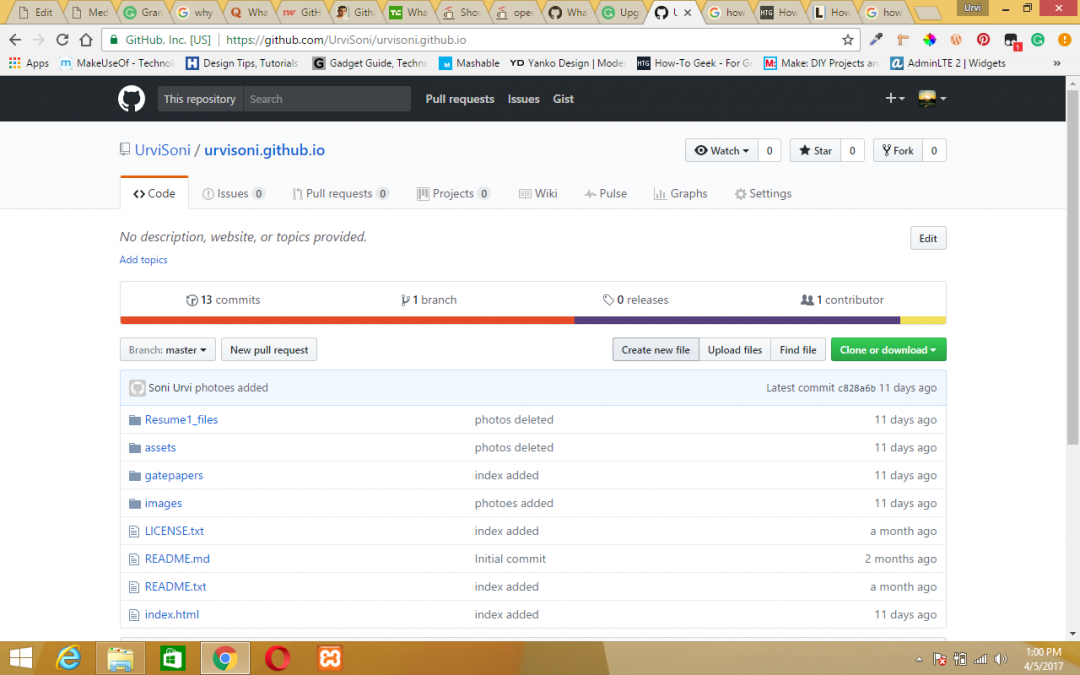 Edit Med Gran why Wha GitH Gith TC Wha Sho ope Wha Upg U how HTG How L How how Urvi
GitHub, Inc. [US] https://github.com/UrviSoni/urvisoni.github.io
Apps m MakeUseOf - Technol H Design Tips, Tutorials G Gadget Guide, Techno Mashable YD Yanko Design | Mode HTG How-To Geek - For G M: Make: DIY Projects an a AdminLTE 2 | Widgets »
This repository Search Pull requests Issues Gist
UrviSoni / urvisoni.github.io Watch 0 Star 0 Fork 0
Code Issues 0 Pull requests 0 Projects 0 Wiki Pulse Graphs Settings
No description, website, or topics provided. Edit
Add topics
13 commits 1 branch 0 releases 1 contributor
Branch: master New pull request Create new file Upload files Find file Clone or download
Soni Urvi photoes added Latest commit c828a6b 11 days ago
Resume1_files photos deleted 11 days ago
assets photos deleted 11 days ago
gatepapers index added 11 days ago
images photoes added 11 days ago
LICENSE.txt index added a month ago
README.md Initial commit 2 months ago
README.txt index added a month ago
index.html index added 11 days ago
1:00 PM
4/5/2017